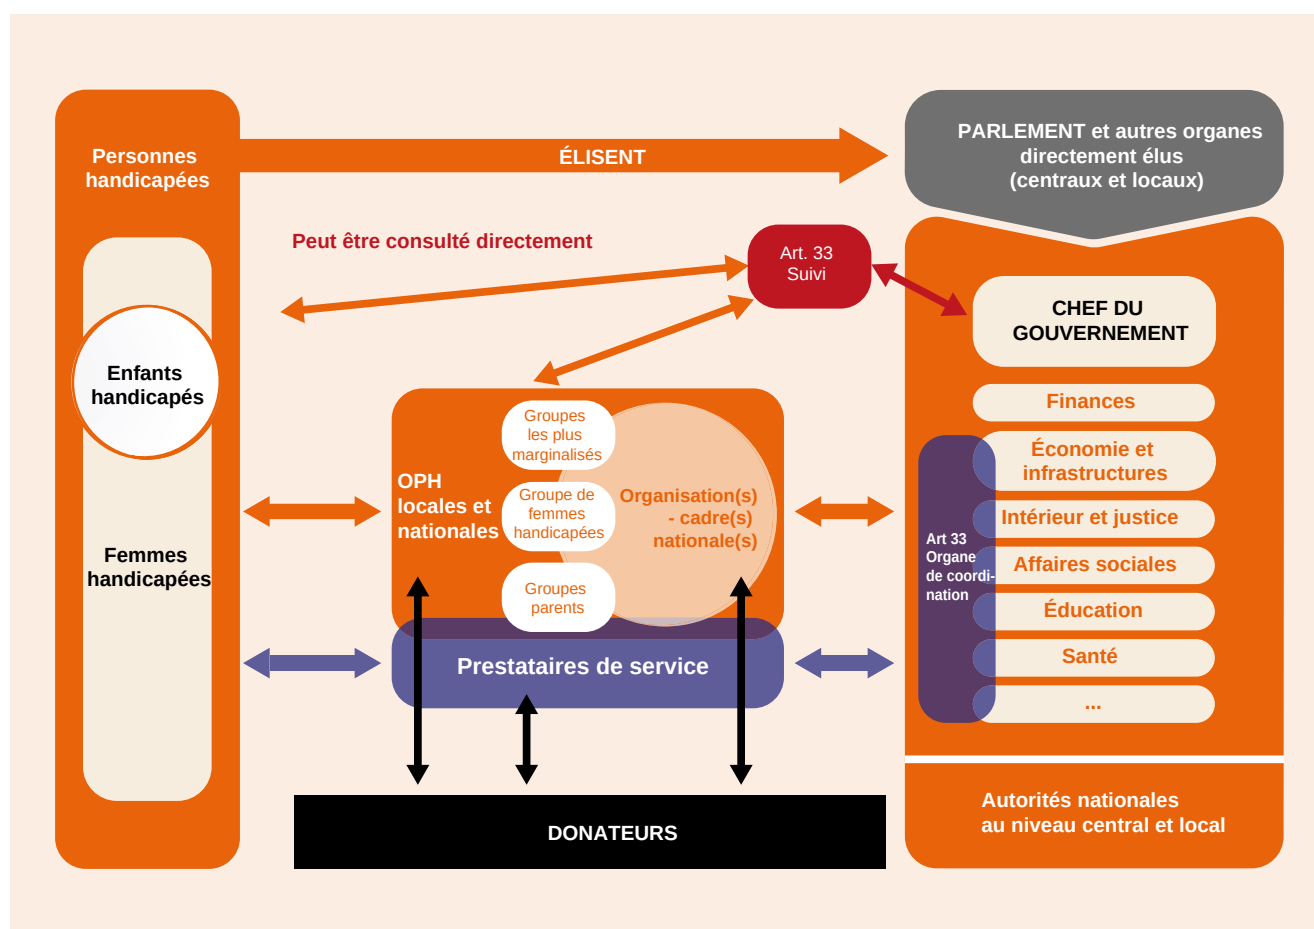 Personnes
handicapées
ÉLISENT
PARLEMENT et autres organes
directement élus
(centraux et locaux)
Peut être consulté directement
Art. 33
Suivi
CHEF DU
GOUVERNEMENT
Enfants
handicapés
Femmes
handicapées
OPH
locales et
nationales
Groupes
les plus
marginalisés
Groupe de
femmes
handicapées
Groupes
parents
Organisation(s)
- cadre(s)
nationale(s)
Prestataires de service
Finances
Économie et
infrastructures
Intérieur et justice
Affaires sociales
Éducation
Santé
...
Art 33
Organe
de coordi-
nation
DONATEURS
Autorités nationales
au niveau central et local